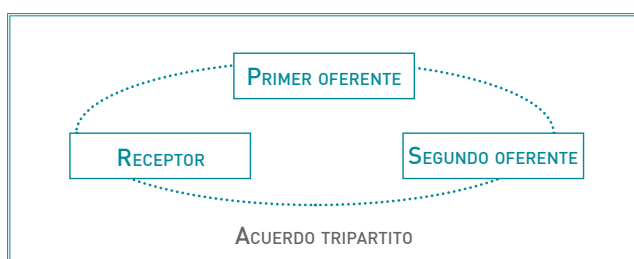 Primer oferente
Receptor
Segundo oferente
Acuerdo tripartito